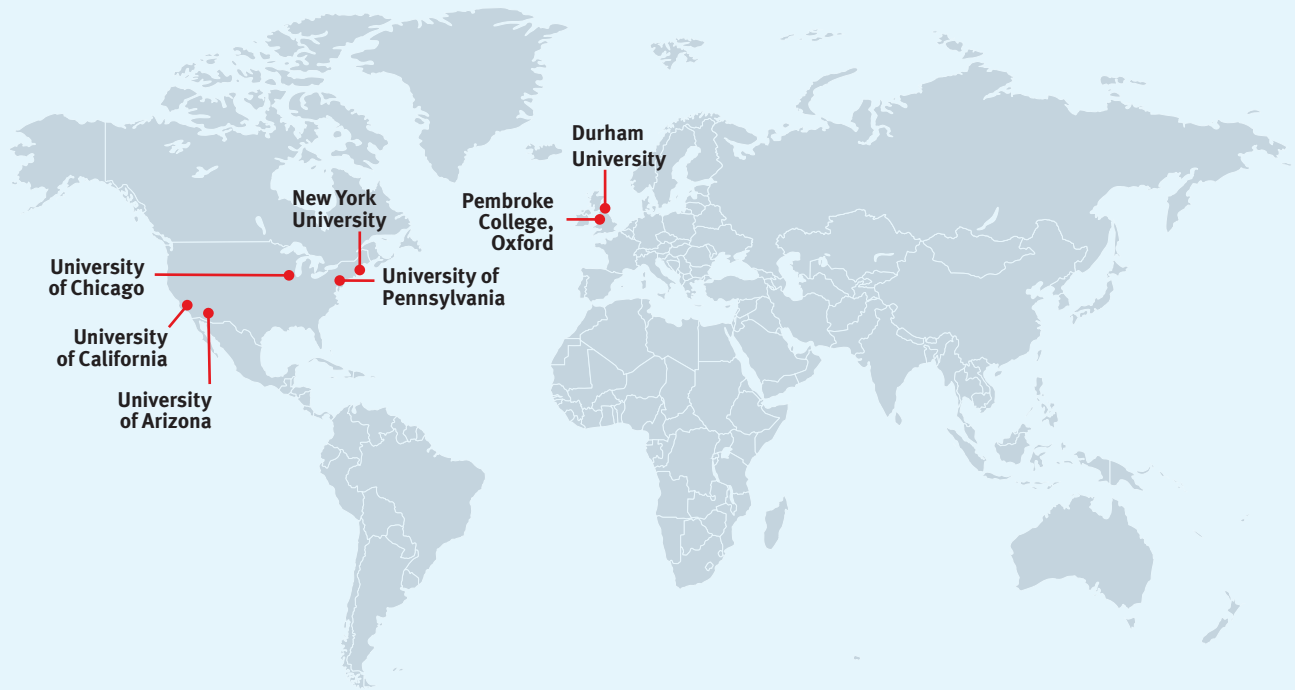 Durham
University
New York
University
Pembroke
College,
Oxford
University
of Chicago
University of
Pennsylvania
University
of California
University
of Arizona